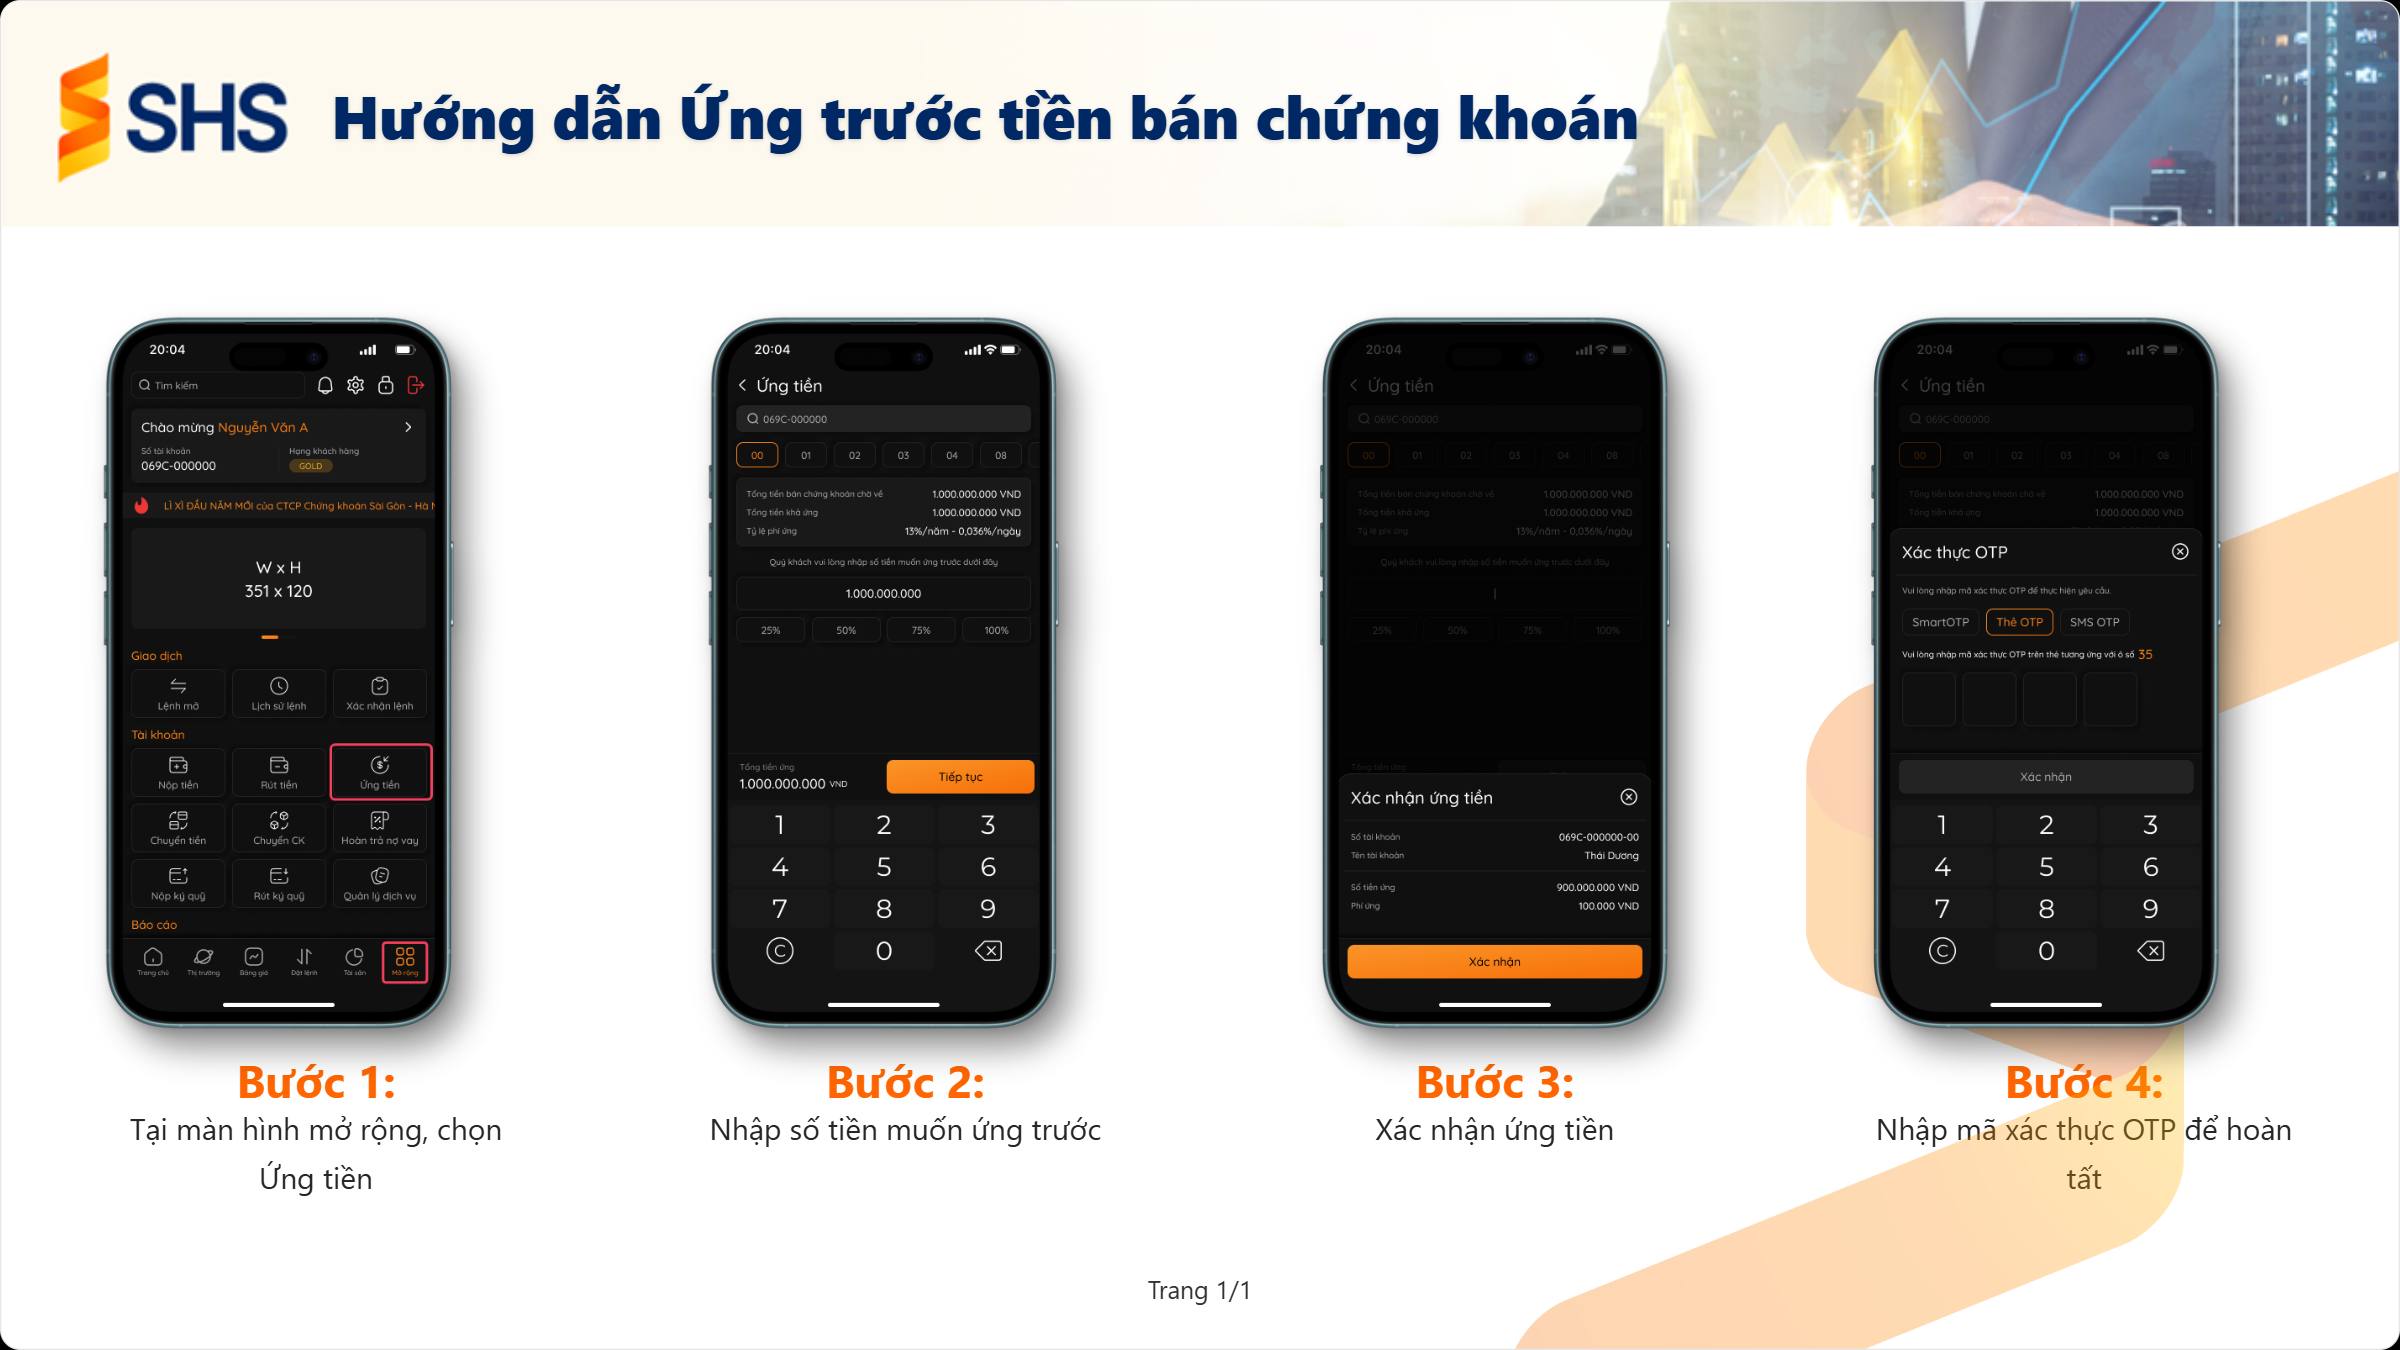 SHS
Hướng dẫn Ứng trước tiền bán chứng khoán
20:04
Tìm kiếm
Chào mừng Nguyễn Văn A
Số tài khoản
Hạng khách hàng
069C-000000
GOLD
LÌ XÌ ĐẦU NĂM MỚI của CTCP Chứng khoán Sài Gòn - Hà N
W x H
351 x 120
Giao dịch
Lệnh mở
Lịch sử lệnh
Xác nhận lệnh
Tài khoản
Nộp tiền
Rút tiền
Ứng tiền
Chuyển tiền
Chuyển CK
Hoàn trả nợ vay
Nộp ký quỹ
Rút ký quỹ
Quản lý dịch vụ
Báo cáo
Trang chủ
Thị trường
Bảng giá
Đặt lệnh
Tài sản
Mở rộng
Bước 1:
Tại màn hình mở rộng, chọn
Ứng tiền
20:04
Ứng tiền
069C-000000
00 01 02 03 04 08
Tổng tiền bán chứng khoán chờ về 1.000.000.000 VND
Tổng tiền khả ứng 1.000.000.000 VND
Tỷ lệ phí ứng 13%/năm - 0,036%/ngày
Quý khách vui lòng nhập số tiền muốn ứng trước dưới đây
1.000.000.000
25% 50% 75% 100%
Tổng tiền ứng
1.000.000.000 VND
Tiếp tục
1 2 3
4 5 6
7 8 9
C 0
Bước 2:
Nhập số tiền muốn ứng trước
20:04
Ứng tiền
069C-000000
00 01 02 03 04 08
Tổng tiền bán chứng khoán chờ về 1.000.000.000 VND
Tổng tiền khả ứng 1.000.000.000 VND
Tỷ lệ phí ứng 13%/năm - 0,036%/ngày
Quý khách vui lòng nhập số tiền muốn ứng trước dưới đây
25% 50% 75% 100%
Tổng tiền ứng
Xác nhận ứng tiền
Số tài khoản 069C-000000-00
Tên tài khoản Thái Dương
Số tiền ứng 900.000.000 VND
Phí ứng 100.000 VND
Xác nhận
Bước 3:
Xác nhận ứng tiền
20:04
Ứng tiền
069C-000000
00 01 02 03 04 08
Tổng tiền bán chứng khoán chờ về 1.000.000.000 VND
Tổng tiền khả ứng 1.000.000.000 VND
Xác thực OTP
Vui lòng nhập mã xác thực OTP để thực hiện yêu cầu.
SmartOTP Thẻ OTP SMS OTP
Vui lòng nhập mã xác thực OTP trên thẻ tương ứng với ô số 35
Xác nhận
1 2 3
4 5 6
7 8 9
C 0
Bước 4:
Nhập mã xác thực OTP để hoàn
tất
Trang 1/1